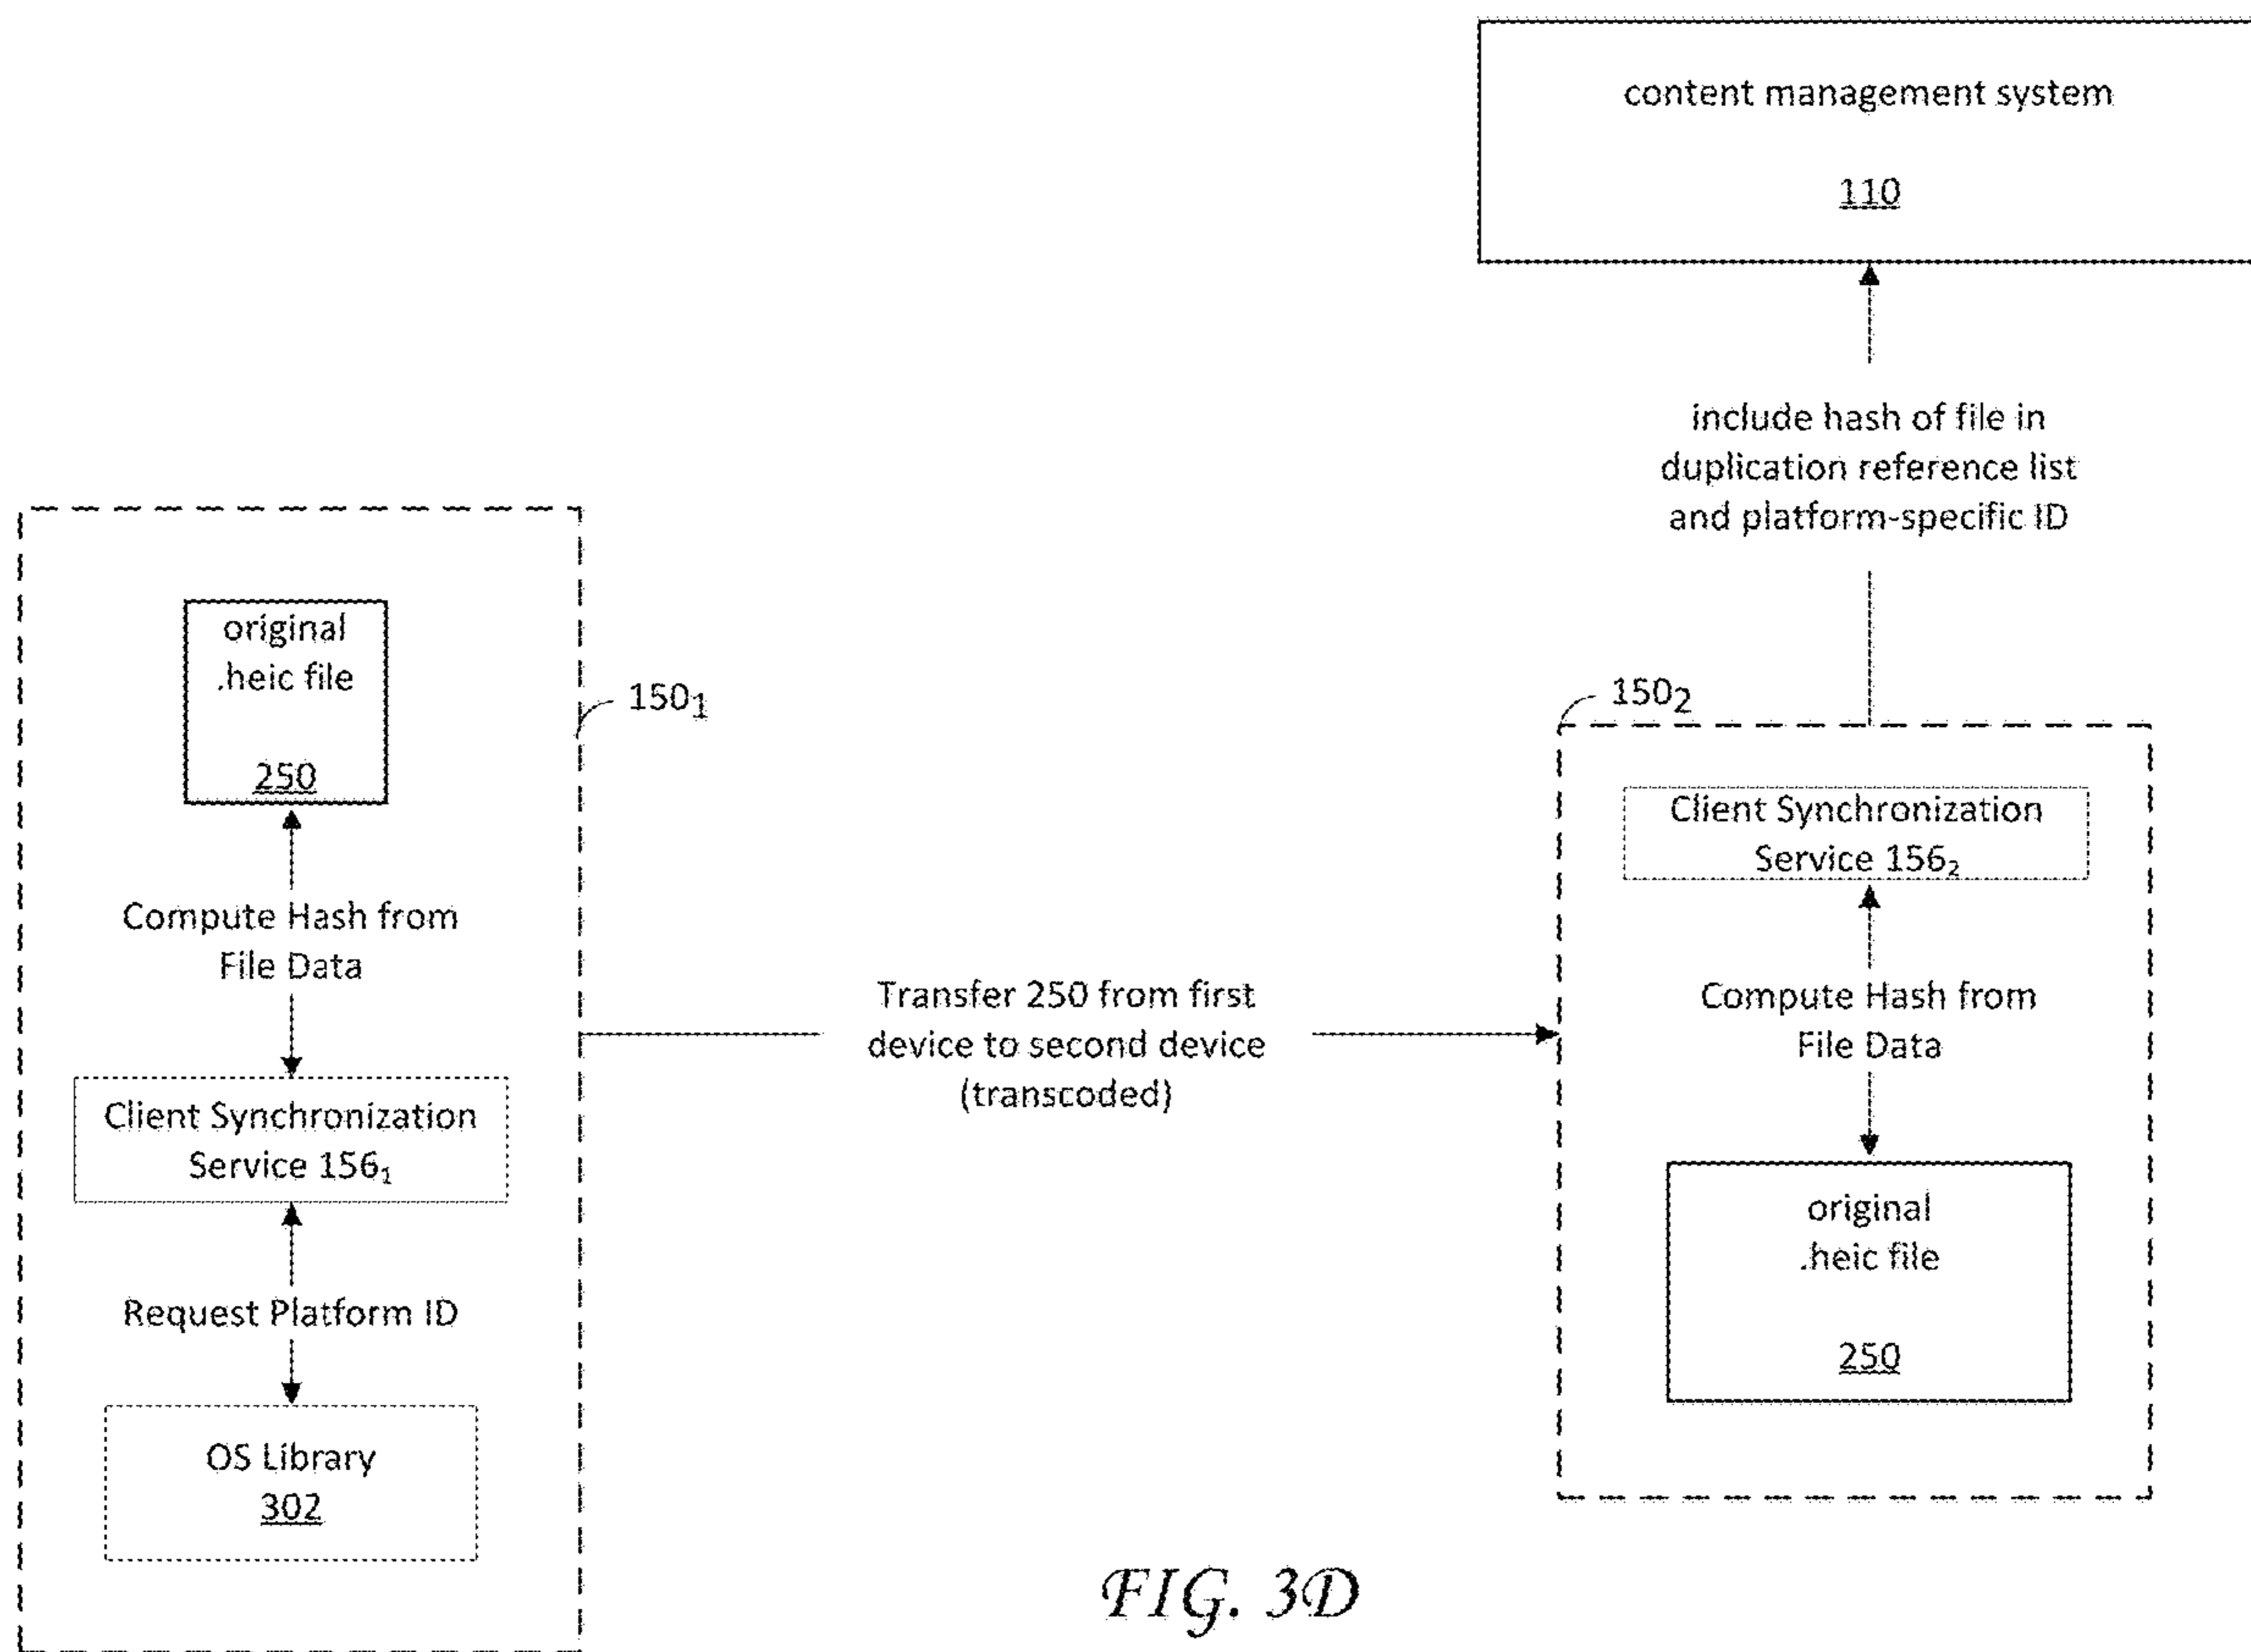 content management system
110
include hash of file in
duplication reference list
and platform-specific ID
original
.heic file
250
150₁
Compute Hash from
File Data
Client Synchronization
Service 156₁
Request Platform ID
OS Library
302
Transfer 250 from first
device to second device
(transcoded)
150₂
Client Synchronization
Service 156₂
Compute Hash from
File Data
original
.heic file
250
FIG. 3D